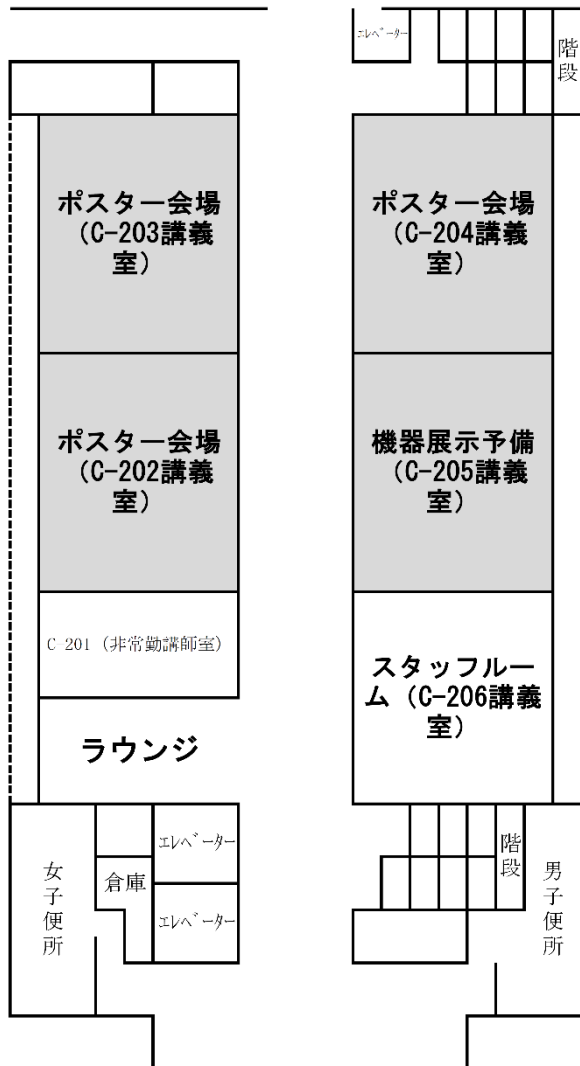 エレベーター
階
段
ポスター会場
（C-203講義
室）
ポスター会場
（C-204講義
室）
ポスター会場
（C-202講義
室）
機器展示予備
（C-205講義
室）
C-201（非常勤講師室）
スタッフルー
ム（C-206講義
室）
ラウンジ
エレベーター
倉庫
エレベーター
女
子
便
所
階
段
男
子
便
所